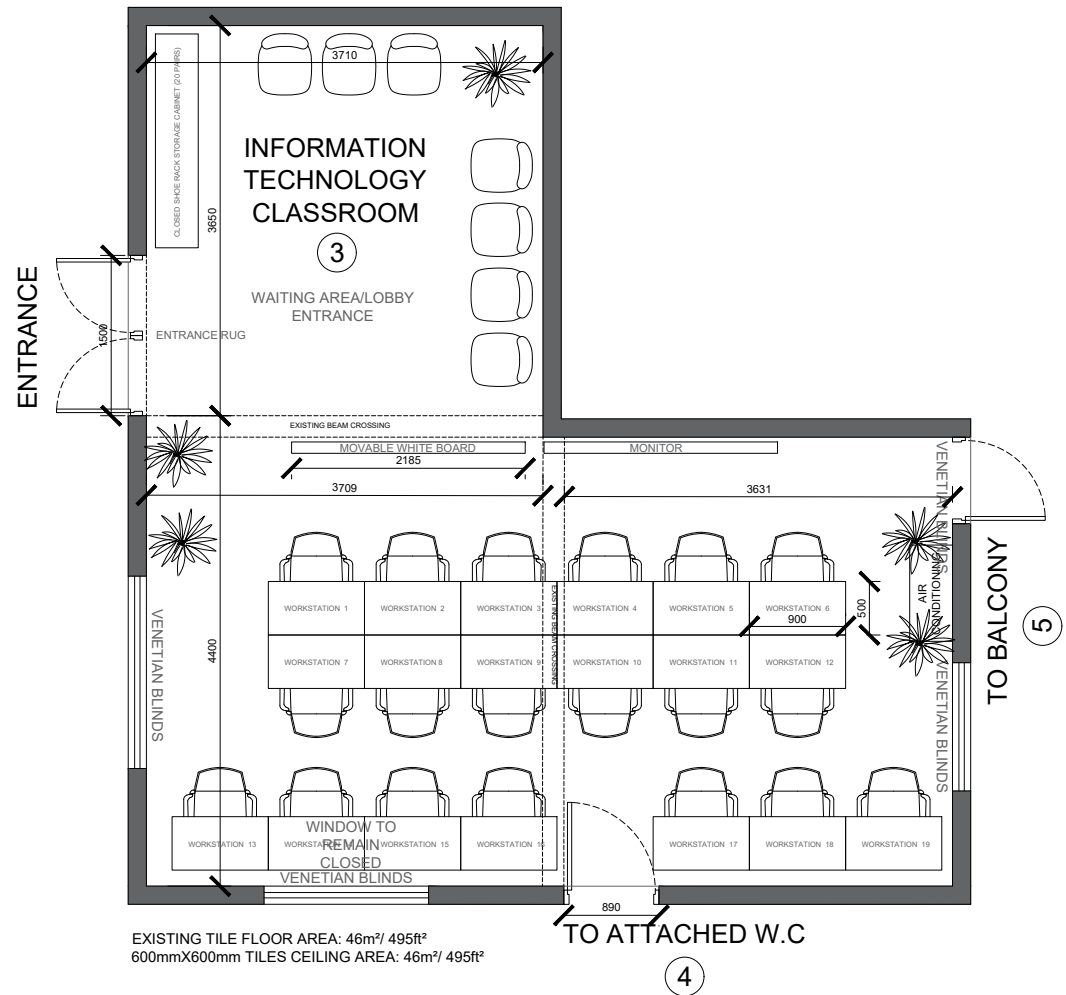 3710
CLOSED SHOE RACK STORAGE CABINET (20 PAIRS)
INFORMATION
TECHNOLOGY
CLASSROOM
3
3650
WAITING AREA/LOBBY
ENTRANCE
ENTRANCE
1500
ENTRANCE RUG
EXISTING BEAM CROSSING
MOVABLE WHITE BOARD
MONITOR
2185
3709
3631
VENETIAN BLINDS
AIR
CONDITIONING
TO BALCONY
5
WORKSTATION 1
WORKSTATION 2
WORKSTATION 3
WORKSTATION 4
WORKSTATION 5
WORKSTATION 6
EXISTING BEAM CROSSING
900
500
WORKSTATION 7
WORKSTATION 8
WORKSTATION 9
WORKSTATION 10
WORKSTATION 11
WORKSTATION 12
VENETIAN BLINDS
4400
VENETIAN BLINDS
WORKSTATION 13
WORKSTATION
WORKSTATION 15
WORKSTATION
WORKSTATION 17
WORKSTATION 18
WORKSTATION 19
WINDOW TO
REMAIN
CLOSED
VENETIAN BLINDS
890
TO ATTACHED W.C
4
EXISTING TILE FLOOR AREA: 46m²/ 495ft²
600mmX600mm TILES CEILING AREA: 46m²/ 495ft²